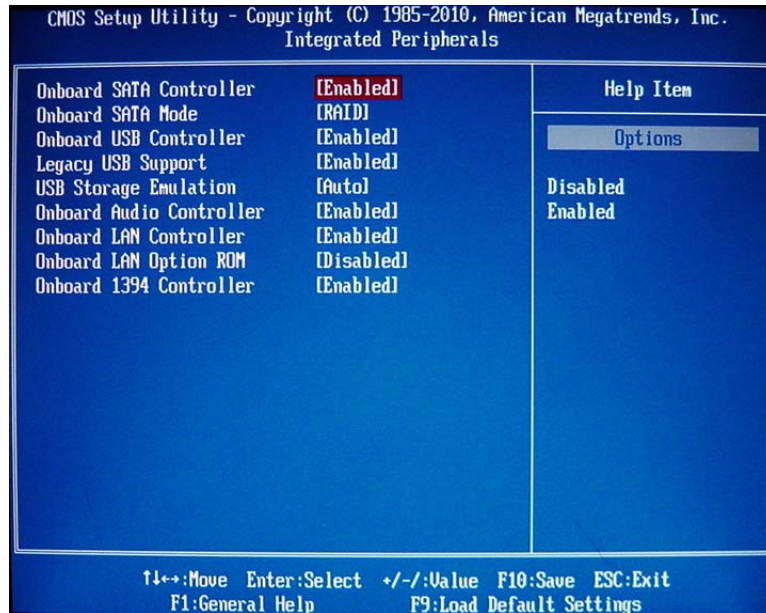 CMOS Setup Utility - Copyright (C) 1985-2010, American Megatrends, Inc.
Integrated Peripherals
Onboard SATA Controller [Enabled]
Onboard SATA Mode [RAID]
Onboard USB Controller [Enabled]
Legacy USB Support [Enabled]
USB Storage Emulation [Auto]
Onboard Audio Controller [Enabled]
Onboard LAN Controller [Enabled]
Onboard LAN Option ROM [Disabled]
Onboard 1394 Controller [Enabled]
Help Item
Options
Disabled
Enabled
↑↓←→:Move Enter:Select +/-/:Value F10:Save ESC:Exit
F1:General Help F9:Load Default Settings